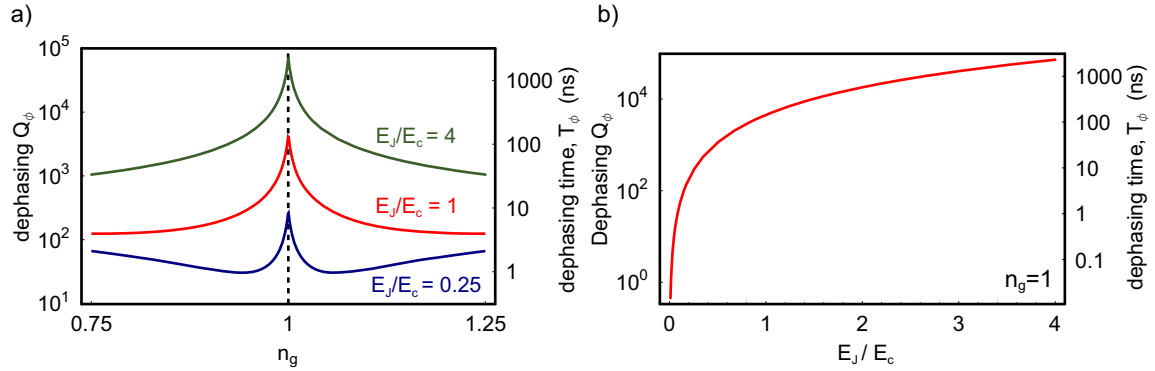 a)
10^5
10^4
10^3
10^2
10^1
dephasing Q_ϕ
E_J/E_c = 4
E_J/E_c = 1
E_J/E_c = 0.25
1000
100
10
1
dephasing time, T_ϕ (ns)
0.75
1
1.25
n_g
b)
10^4
10^2
10^0
Dephasing Q_ϕ
n_g=1
1000
100
10
1
0.1
dephasing time, T_ϕ (ns)
0
1
2
3
4
E_J / E_c